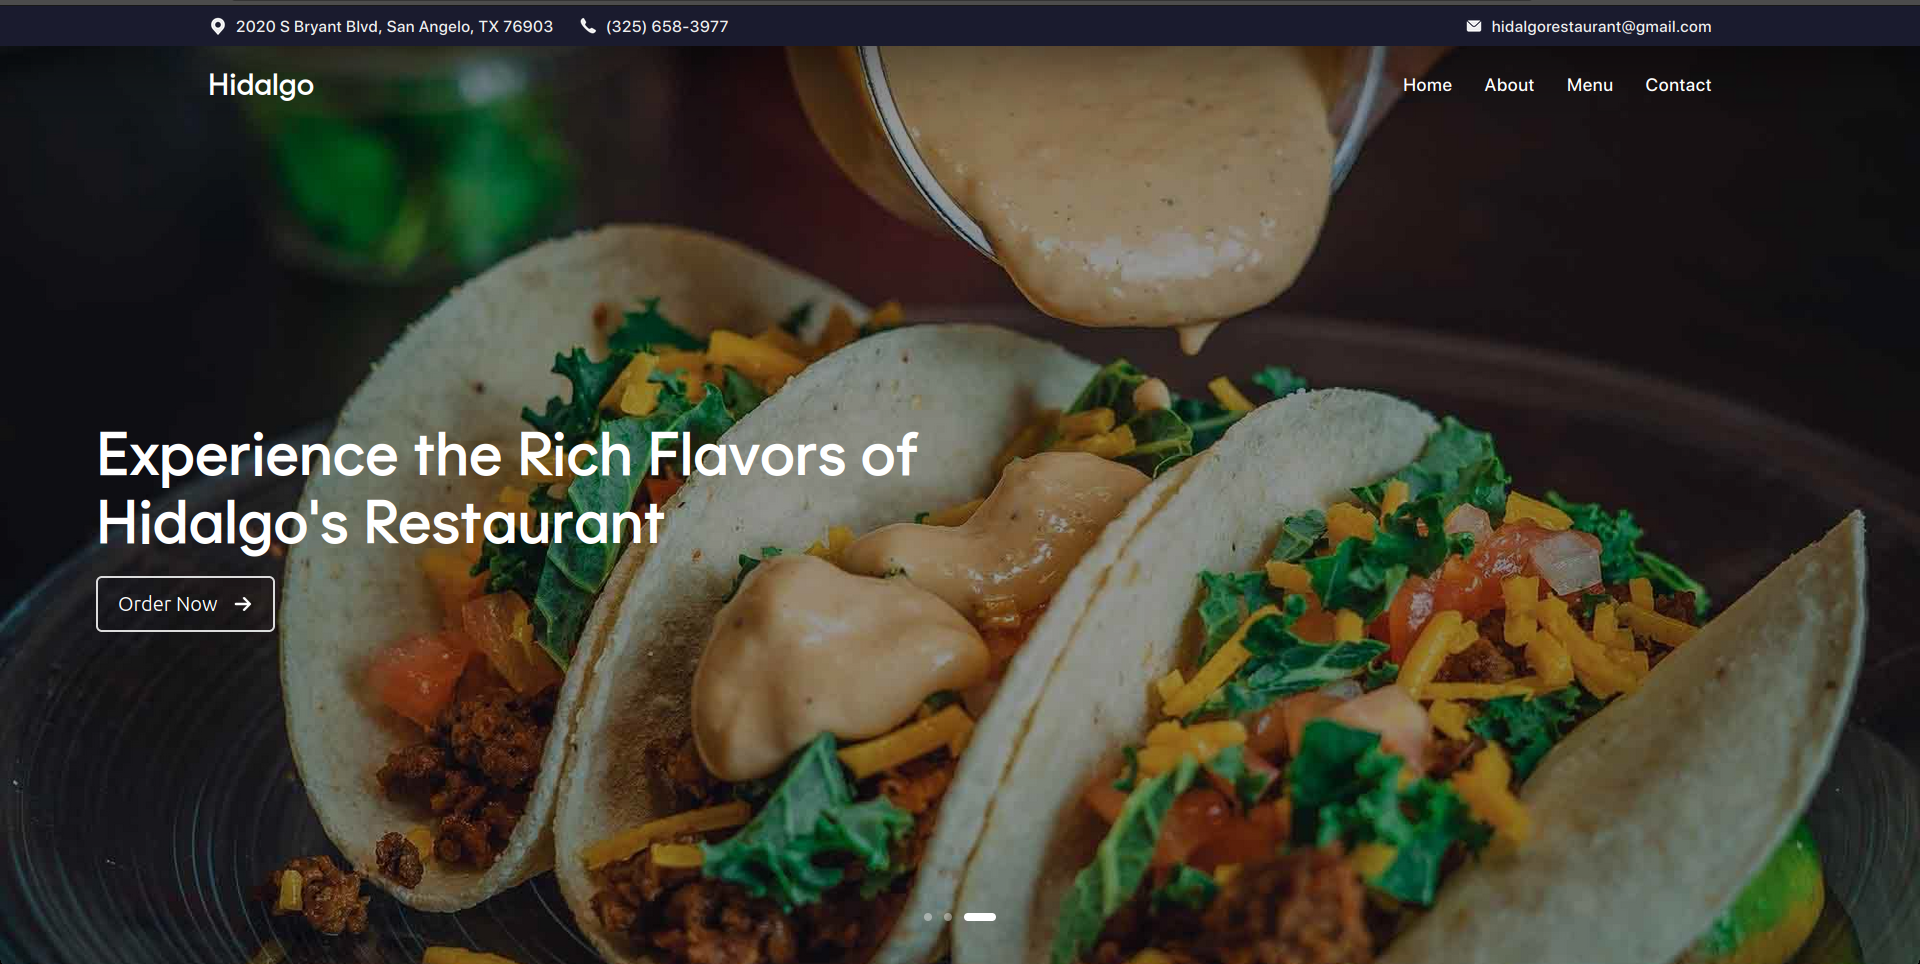 2020 S Bryant Blvd, San Angelo, TX 76903 (325) 658-3977 hidalgorestaurant@gmail.com
Hidalgo Home About Menu Contact
Experience the Rich Flavors of
Hidalgo's Restaurant
Order Now